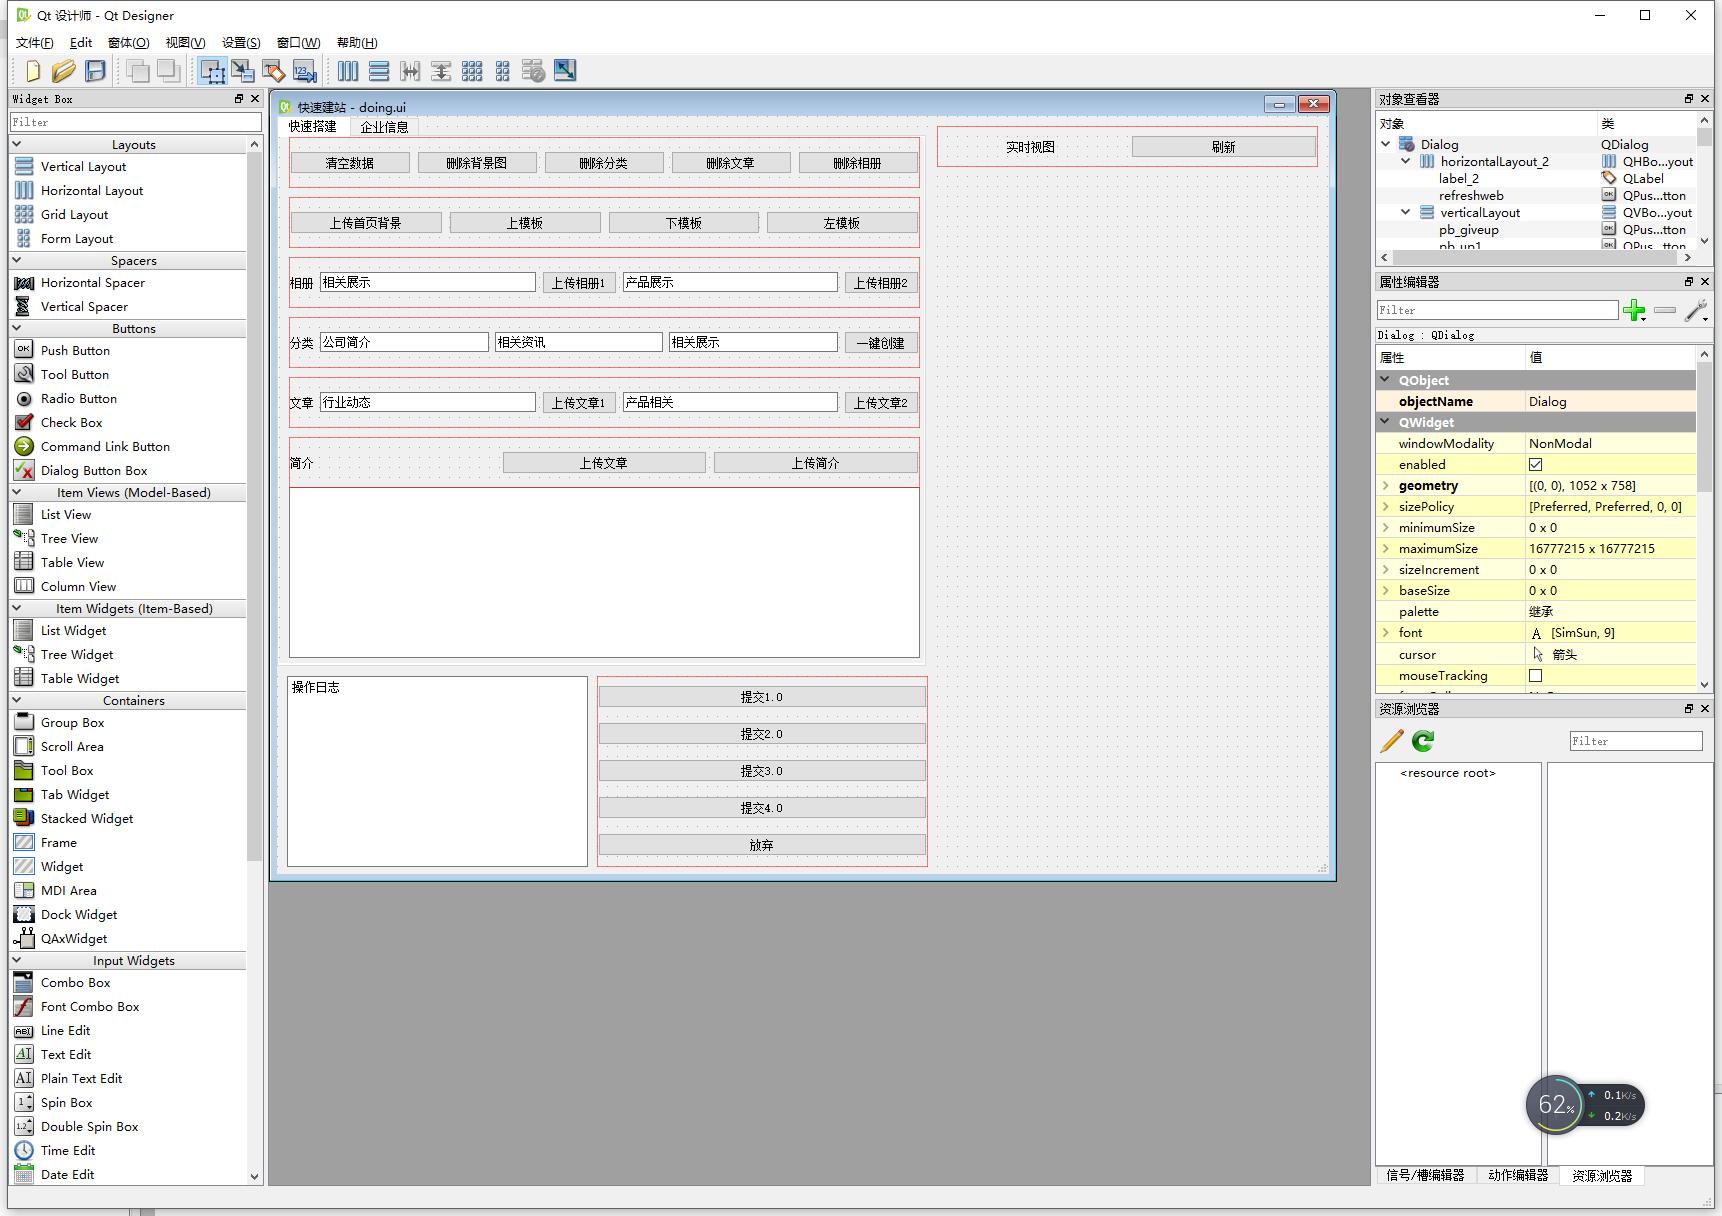 Qt 设计师 - Qt Designer
文件(F) Edit 窗体(O) 视图(V) 设置(S) 窗口(W) 帮助(H)
Widget Box
Filter
Layouts
Vertical Layout
Horizontal Layout
Grid Layout
Form Layout
Spacers
Horizontal Spacer
Vertical Spacer
Buttons
Push Button
Tool Button
Radio Button
Check Box
Command Link Button
Dialog Button Box
Item Views (Model-Based)
List View
Tree View
Table View
Column View
Item Widgets (Item-Based)
List Widget
Tree Widget
Table Widget
Containers
Group Box
Scroll Area
Tool Box
Tab Widget
Stacked Widget
Frame
Widget
MDI Area
Dock Widget
QAxWidget
Input Widgets
Combo Box
Font Combo Box
Line Edit
Text Edit
Plain Text Edit
Spin Box
Double Spin Box
Time Edit
Date Edit
快速建站 - doing.ui
快速搭建 企业信息
清空数据 删除背景图 删除分类 删除文章 删除相册
上传首页背景 上模板 下模板 左模板
相册 相关展示 上传相册1 产品展示 上传相册2
分类 公司简介 相关资讯 相关展示 一键创建
文章 行业动态 上传文章1 产品相关 上传文章2
简介 上传文章 上传简介
操作日志
提交1.0
提交2.0
提交3.0
提交4.0
放弃
实时视图 刷新
对象查看器
对象 类
Dialog QDialog
horizontalLayout_2 QHBo...yout
label_2 QLabel
refreshweb QPus...tton
verticalLayout QVBo...yout
pb_giveup QPus...tton
pb_up1 QPus...tton
属性编辑器
Filter
Dialog : QDialog
属性 值
QObject
objectName Dialog
QWidget
windowModality NonModal
enabled
geometry [(0, 0), 1052 x 758]
sizePolicy [Preferred, Preferred, 0, 0]
minimumSize 0 x 0
maximumSize 16777215 x 16777215
sizeIncrement 0 x 0
baseSize 0 x 0
palette 继承
font A [SimSun, 9]
cursor 箭头
mouseTracking
资源浏览器
Filter
<resource root>
62% 0.1K/s
0.2K/s
信号/槽编辑器 动作编辑器 资源浏览器